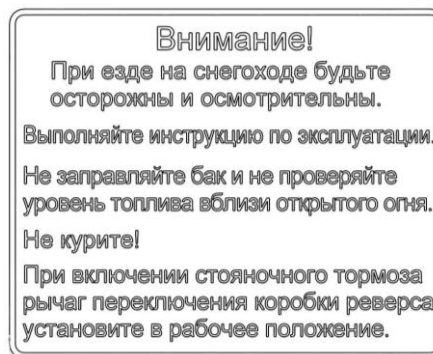 Внимание!
При езде на снегоходе будьте
осторожны и осмотрительны.
Выполняйте инструкцию по эксплуатации.
Не заправляйте бак и не проверяйте
уровень топлива вблизи открытого огня.
Не курите!
При включении стояночного тормоза
рычаг переключения коробки реверса
установите в рабочее положение.